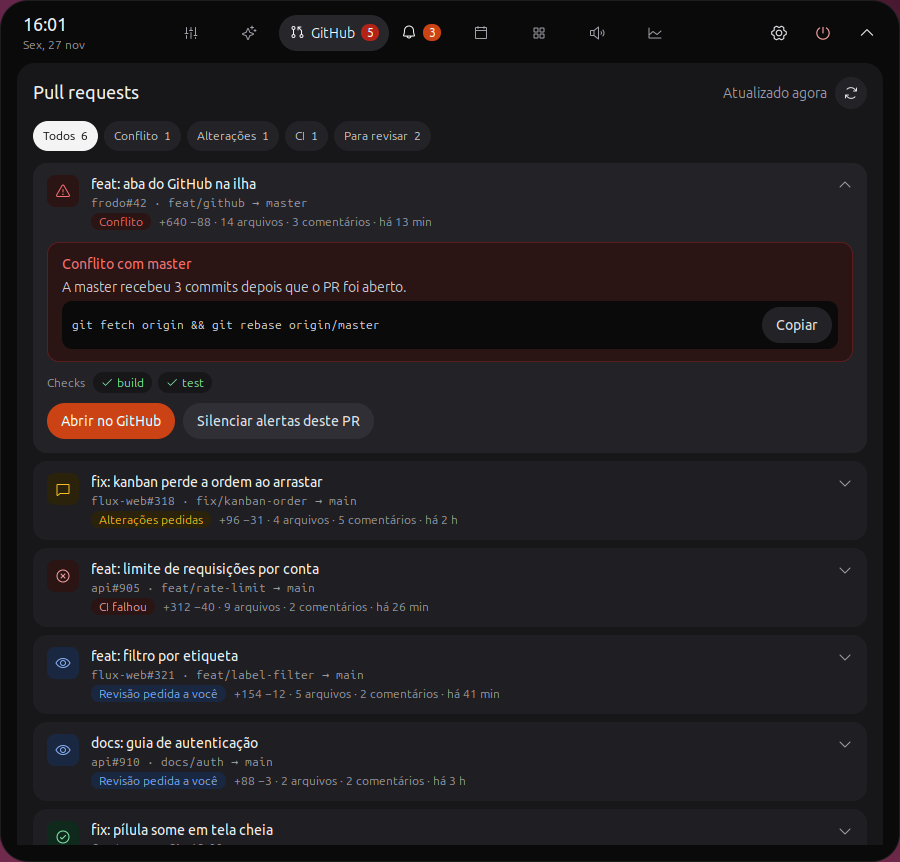 16:01
Sex, 27 nov
GitHub 5
3
Pull requests
Atualizado agora
Todos 6 Conflito 1 Alterações 1 CI 1 Para revisar 2
feat: aba do GitHub na ilha
frodo#42 · feat/github → master
Conflito +640 −88 · 14 arquivos · 3 comentários · há 13 min
Conflito com master
A master recebeu 3 commits depois que o PR foi aberto.
git fetch origin && git rebase origin/master
Copiar
Checks build test
Abrir no GitHub Silenciar alertas deste PR
fix: kanban perde a ordem ao arrastar
flux-web#318 · fix/kanban-order → main
Alterações pedidas +96 −31 · 4 arquivos · 5 comentários · há 2 h
feat: limite de requisições por conta
api#905 · feat/rate-limit → main
CI falhou +312 −40 · 9 arquivos · 2 comentários · há 26 min
feat: filtro por etiqueta
flux-web#321 · feat/label-filter → main
Revisão pedida a você +154 −12 · 5 arquivos · 2 comentários · há 41 min
docs: guia de autenticação
api#910 · docs/auth → main
Revisão pedida a você +88 −3 · 2 arquivos · 2 comentários · há 3 h
fix: pílula some em tela cheia